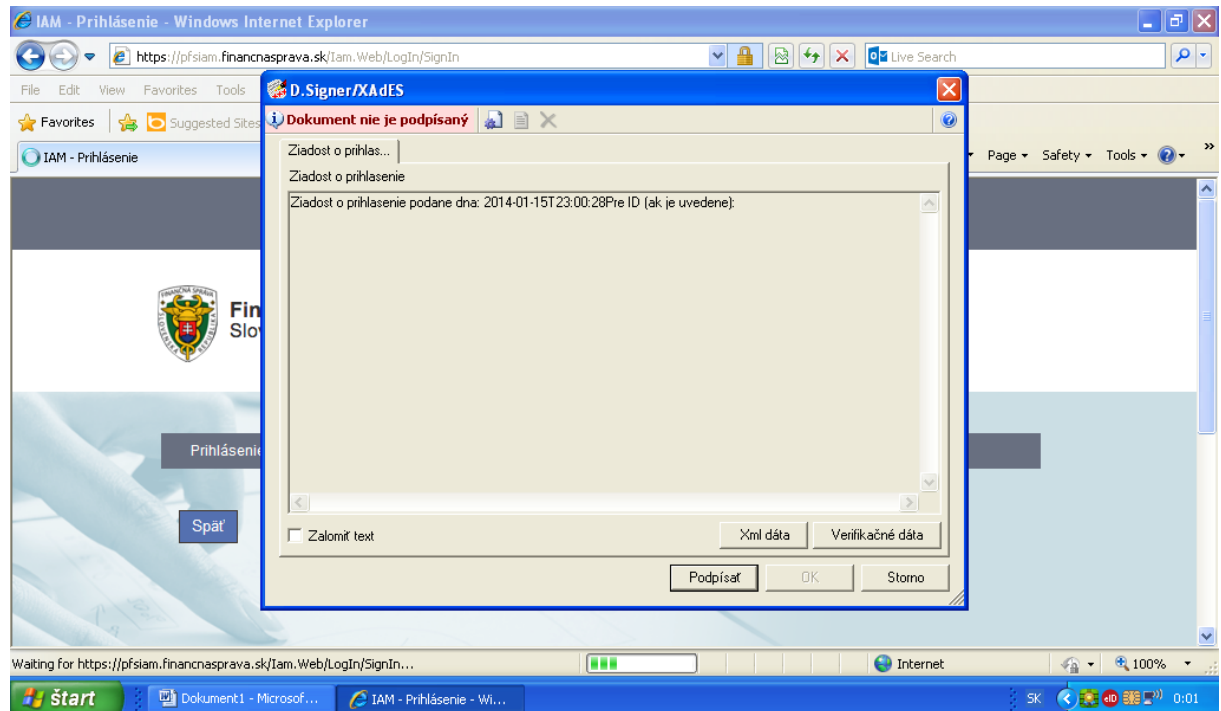 IAM - Prihlásenie - Windows Internet Explorer
https://pfsiam.financnasprava.sk/Iam.Web/LogIn/SignIn
Live Search
File Edit View Favorites Tools
Favorites
Suggested Sites
IAM - Prihlásenie
Page
Safety
Tools
D.Signer/XAdES
Dokument nie je podpísaný
Ziadost o prihlas...
Ziadost o prihlasenie
Ziadost o prihlasenie podane dna: 2014-01-15T23:00:28Pre ID (ak je uvedene):
Zalomiť text
Xml dáta
Verifikačné dáta
Podpísať
OK
Storno
FINANČNÁ SPRÁVA
Fin
Slov
Prihlásenie
Späť
Waiting for https://pfsiam.financnasprava.sk/Iam.Web/LogIn/SignIn...
Internet
100%
štart
Dokument1 - Microsof...
IAM - Prihlásenie - Wi...
SK
eID
0:01